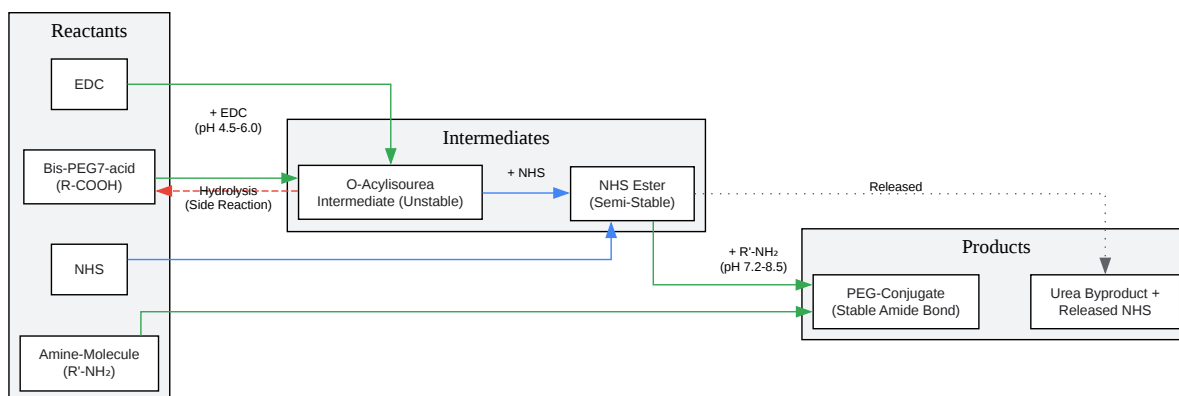 Reactants
EDC
+ EDC
(pH 4.5-6.0)
Intermediates
Bis-PEG7-acid
(R-COOH)
Hydrolysis
(Side Reaction)
O-Acylisourea
Intermediate (Unstable)
+ NHS
NHS Ester
(Semi-Stable)
Released
NHS
+ R'-NH₂
(pH 7.2-8.5)
Products
PEG-Conjugate
(Stable Amide Bond)
Urea Byproduct +
Released NHS
Amine-Molecule
(R'-NH₂)